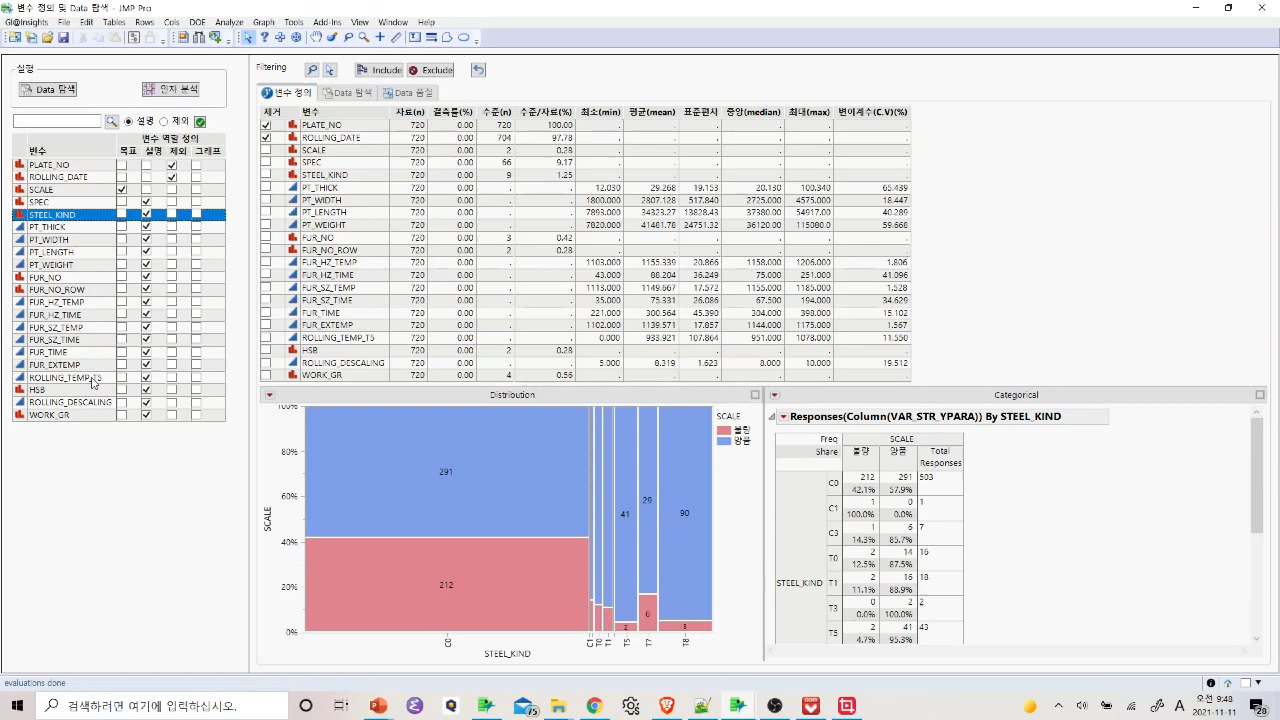 변수 정의 및 Data 탐색 - JMP Pro
GI@Insights File Edit Tables Rows Cols DOE Analyze Graph Tools Add-Ins View Window Help
실행
Data 탐색 인자 분석
설명 제외
변수 역할 정의
변수 목표 설명 제외 그래프
PLATE_NO
ROLLING_DATE
SCALE
SPEC
STEEL_KIND
PT_THICK
PT_WIDTH
PT_LENGTH
PT_WEIGHT
FUR_NO
FUR_NO_ROW
FUR_HZ_TEMP
FUR_HZ_TIME
FUR_SZ_TEMP
FUR_SZ_TIME
FUR_TIME
FUR_EXTEMP
ROLLING_TEMP_T5
HSB
ROLLING_DESCALING
WORK_GR
Filtering Include Exclude
변수 정의 Data 탐색 Data 품질
제거 변수 자료(n) 결측률(%) 수준(n) 수준/자료(%) 최소(min) 평균(mean) 표준편차 중앙(median) 최대(max) 변이계수(C.V)(%)
PLATE_NO 720 0.00 720 100.00 . . . . . .
ROLLING_DATE 720 0.00 704 97.78 . . . . . .
SCALE 720 0.00 2 0.28 . . . . . .
SPEC 720 0.00 66 9.17 . . . . . .
STEEL_KIND 720 0.00 9 1.25 . . . . . .
PT_THICK 720 0.00 . . 12.030 29.268 19.153 20.130 100.340 65.439
PT_WIDTH 720 0.00 . . 1800.000 2807.128 517.840 2725.000 4575.000 18.447
PT_LENGTH 720 0.00 . . 7893.000 34323.27 13828.43 37380.00 54917.00 40.289
PT_WEIGHT 720 0.00 . . 7820.000 41481.78 24751.32 36120.00 115080.0 59.668
FUR_NO 720 0.00 3 0.42 . . . . . .
FUR_NO_ROW 720 0.00 2 0.28 . . . . . .
FUR_HZ_TEMP 720 0.00 . . 1103.000 1155.339 20.866 1158.000 1206.000 1.806
FUR_HZ_TIME 720 0.00 . . 43.000 88.204 36.249 75.000 251.000 41.096
FUR_SZ_TEMP 720 0.00 . . 1113.000 1149.667 17.572 1155.000 1185.000 1.528
FUR_SZ_TIME 720 0.00 . . 35.000 75.331 26.086 67.500 194.000 34.629
FUR_TIME 720 0.00 . . 221.000 300.564 45.390 304.000 398.000 15.102
FUR_EXTEMP 720 0.00 . . 1102.000 1139.571 17.857 1144.000 1175.000 1.567
ROLLING_TEMP_T5 720 0.00 . . 0.000 933.921 107.864 951.000 1078.000 11.550
HSB 720 0.00 2 0.28 . . . . . .
ROLLING_DESCALING 720 0.00 . . 5.000 8.319 1.623 8.000 10.000 19.512
WORK_GR 720 0.00 4 0.56 . . . . . .
Distribution
100%
80%
60%
40%
20%
0%
SCALE
291
212
41
2
29
6
90
5
C0 C1 T0 T1 T5 T7 T8
STEEL_KIND
SCALE
불량
양품
Categorical
Responses(Column(VAR_STR_YPARA)) By STEEL_KIND
Freq SCALE
Share 불량 양품 Total Responses
STEEL_KIND
C0 212 291 503
42.1% 57.9%
C1 1 0 1
100.0% 0.0%
C3 1 6 7
14.3% 85.7%
T0 2 14 16
12.5% 87.5%
T1 2 16 18
11.1% 88.9%
T3 0 2 2
0.0% 100.0%
T5 2 41 43
4.7% 95.3%
evaluations done
검색하려면 여기에 입력하십시오.
75
A
오전 9:48
2021-11-11
28